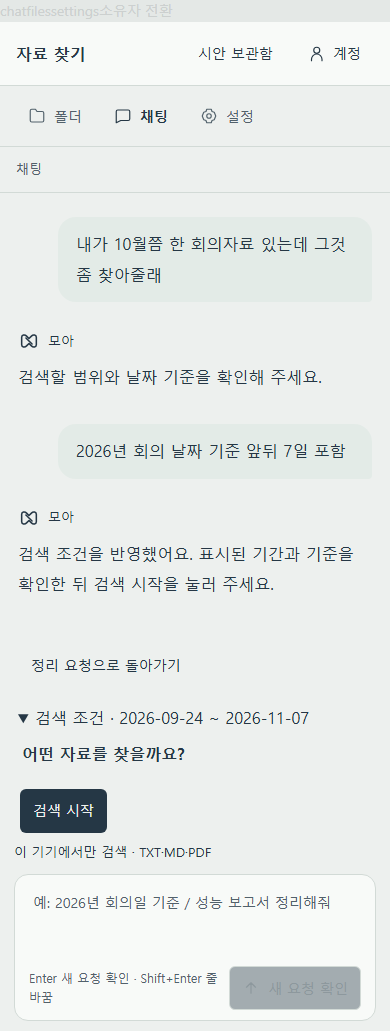 chatfilessettings소유자 전환
자료 찾기 시안 보관함 계정
폴더 채팅 설정
채팅
내가 10월쯤 한 회의자료 있는데 그것
좀 찾아줄래
모아
검색할 범위와 날짜 기준을 확인해 주세요.
2026년 회의 날짜 기준 앞뒤 7일 포함
모아
검색 조건을 반영했어요. 표시된 기간과 기준을
확인한 뒤 검색 시작을 눌러 주세요.
정리 요청으로 돌아가기
▼ 검색 조건 · 2026-09-24 ~ 2026-11-07
어떤 자료를 찾을까요?
검색 시작
이 기기에서만 검색 · TXT·MD·PDF
예: 2026년 회의일 기준 / 성능 보고서 정리해줘
Enter 새 요청 확인 · Shift+Enter 줄
바꿈
↑ 새 요청 확인